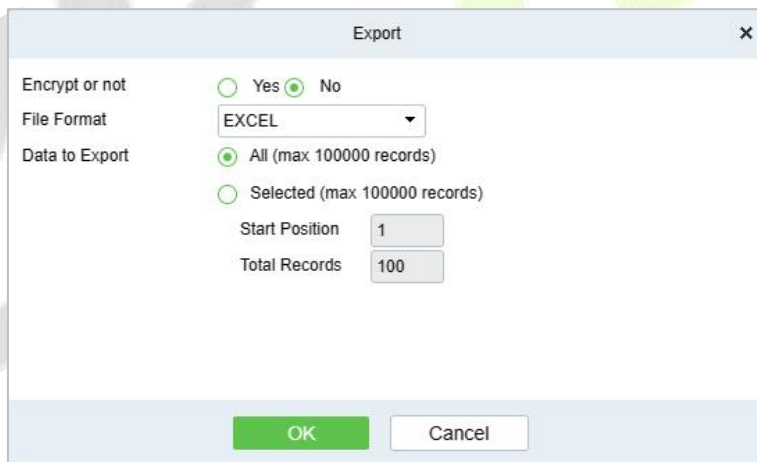 Export
Encrypt or not Yes No
File Format EXCEL
Data to Export All (max 100000 records)
Selected (max 100000 records)
Start Position 1
Total Records 100
OK Cancel